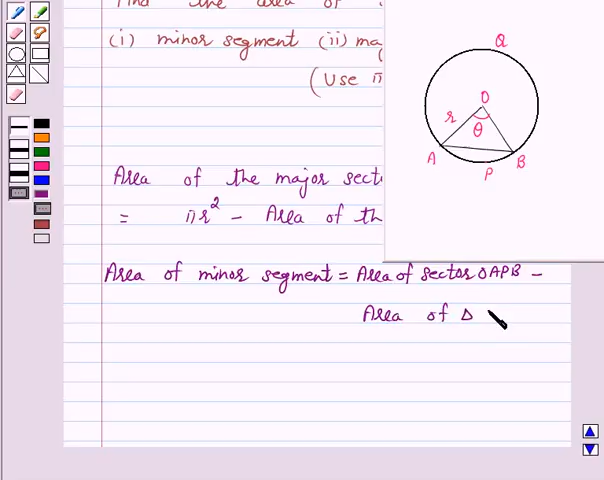 Find the area of
(i) minor segment (ii) ma
(Use π
Area of the major sect
= πr² - Area of th
Area of minor segment = Area of sector OAPB -
Area of Δ
Q
O
r
θ
A
B
P